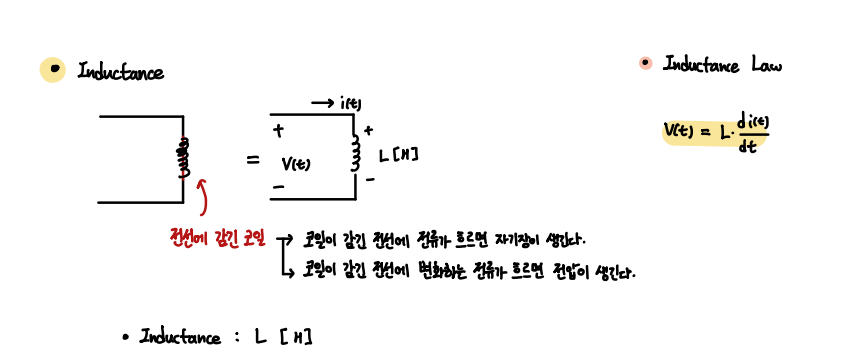 • Inductance
• Inductance Law
→ i(t)
+
+
V(t)
=
L [H]
-
-
V(t) = L · di(t)/dt
전선에 감긴 코일
→ 코일이 감긴 전선에 전류가 흐르면 자기장이 생긴다.
→ 코일이 감긴 전선에 변화하는 전류가 흐르면 전압이 생긴다.
• Inductance : L [H]